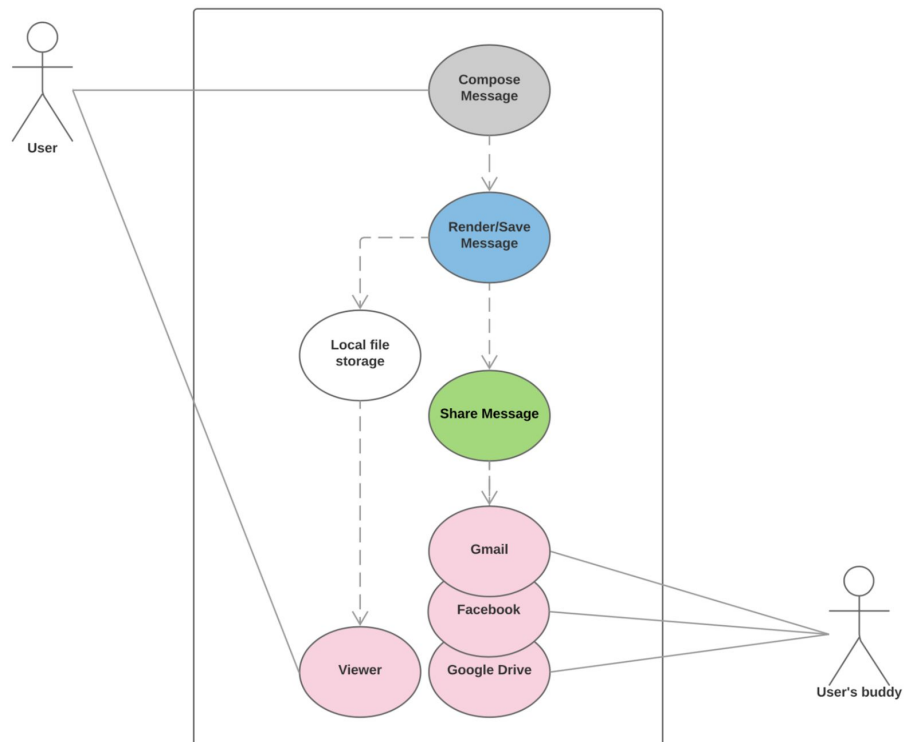 Compose
Message
User
Render/Save
Message
Local file
storage
Share Message
Gmail
Facebook
Viewer
Google Drive
User's buddy